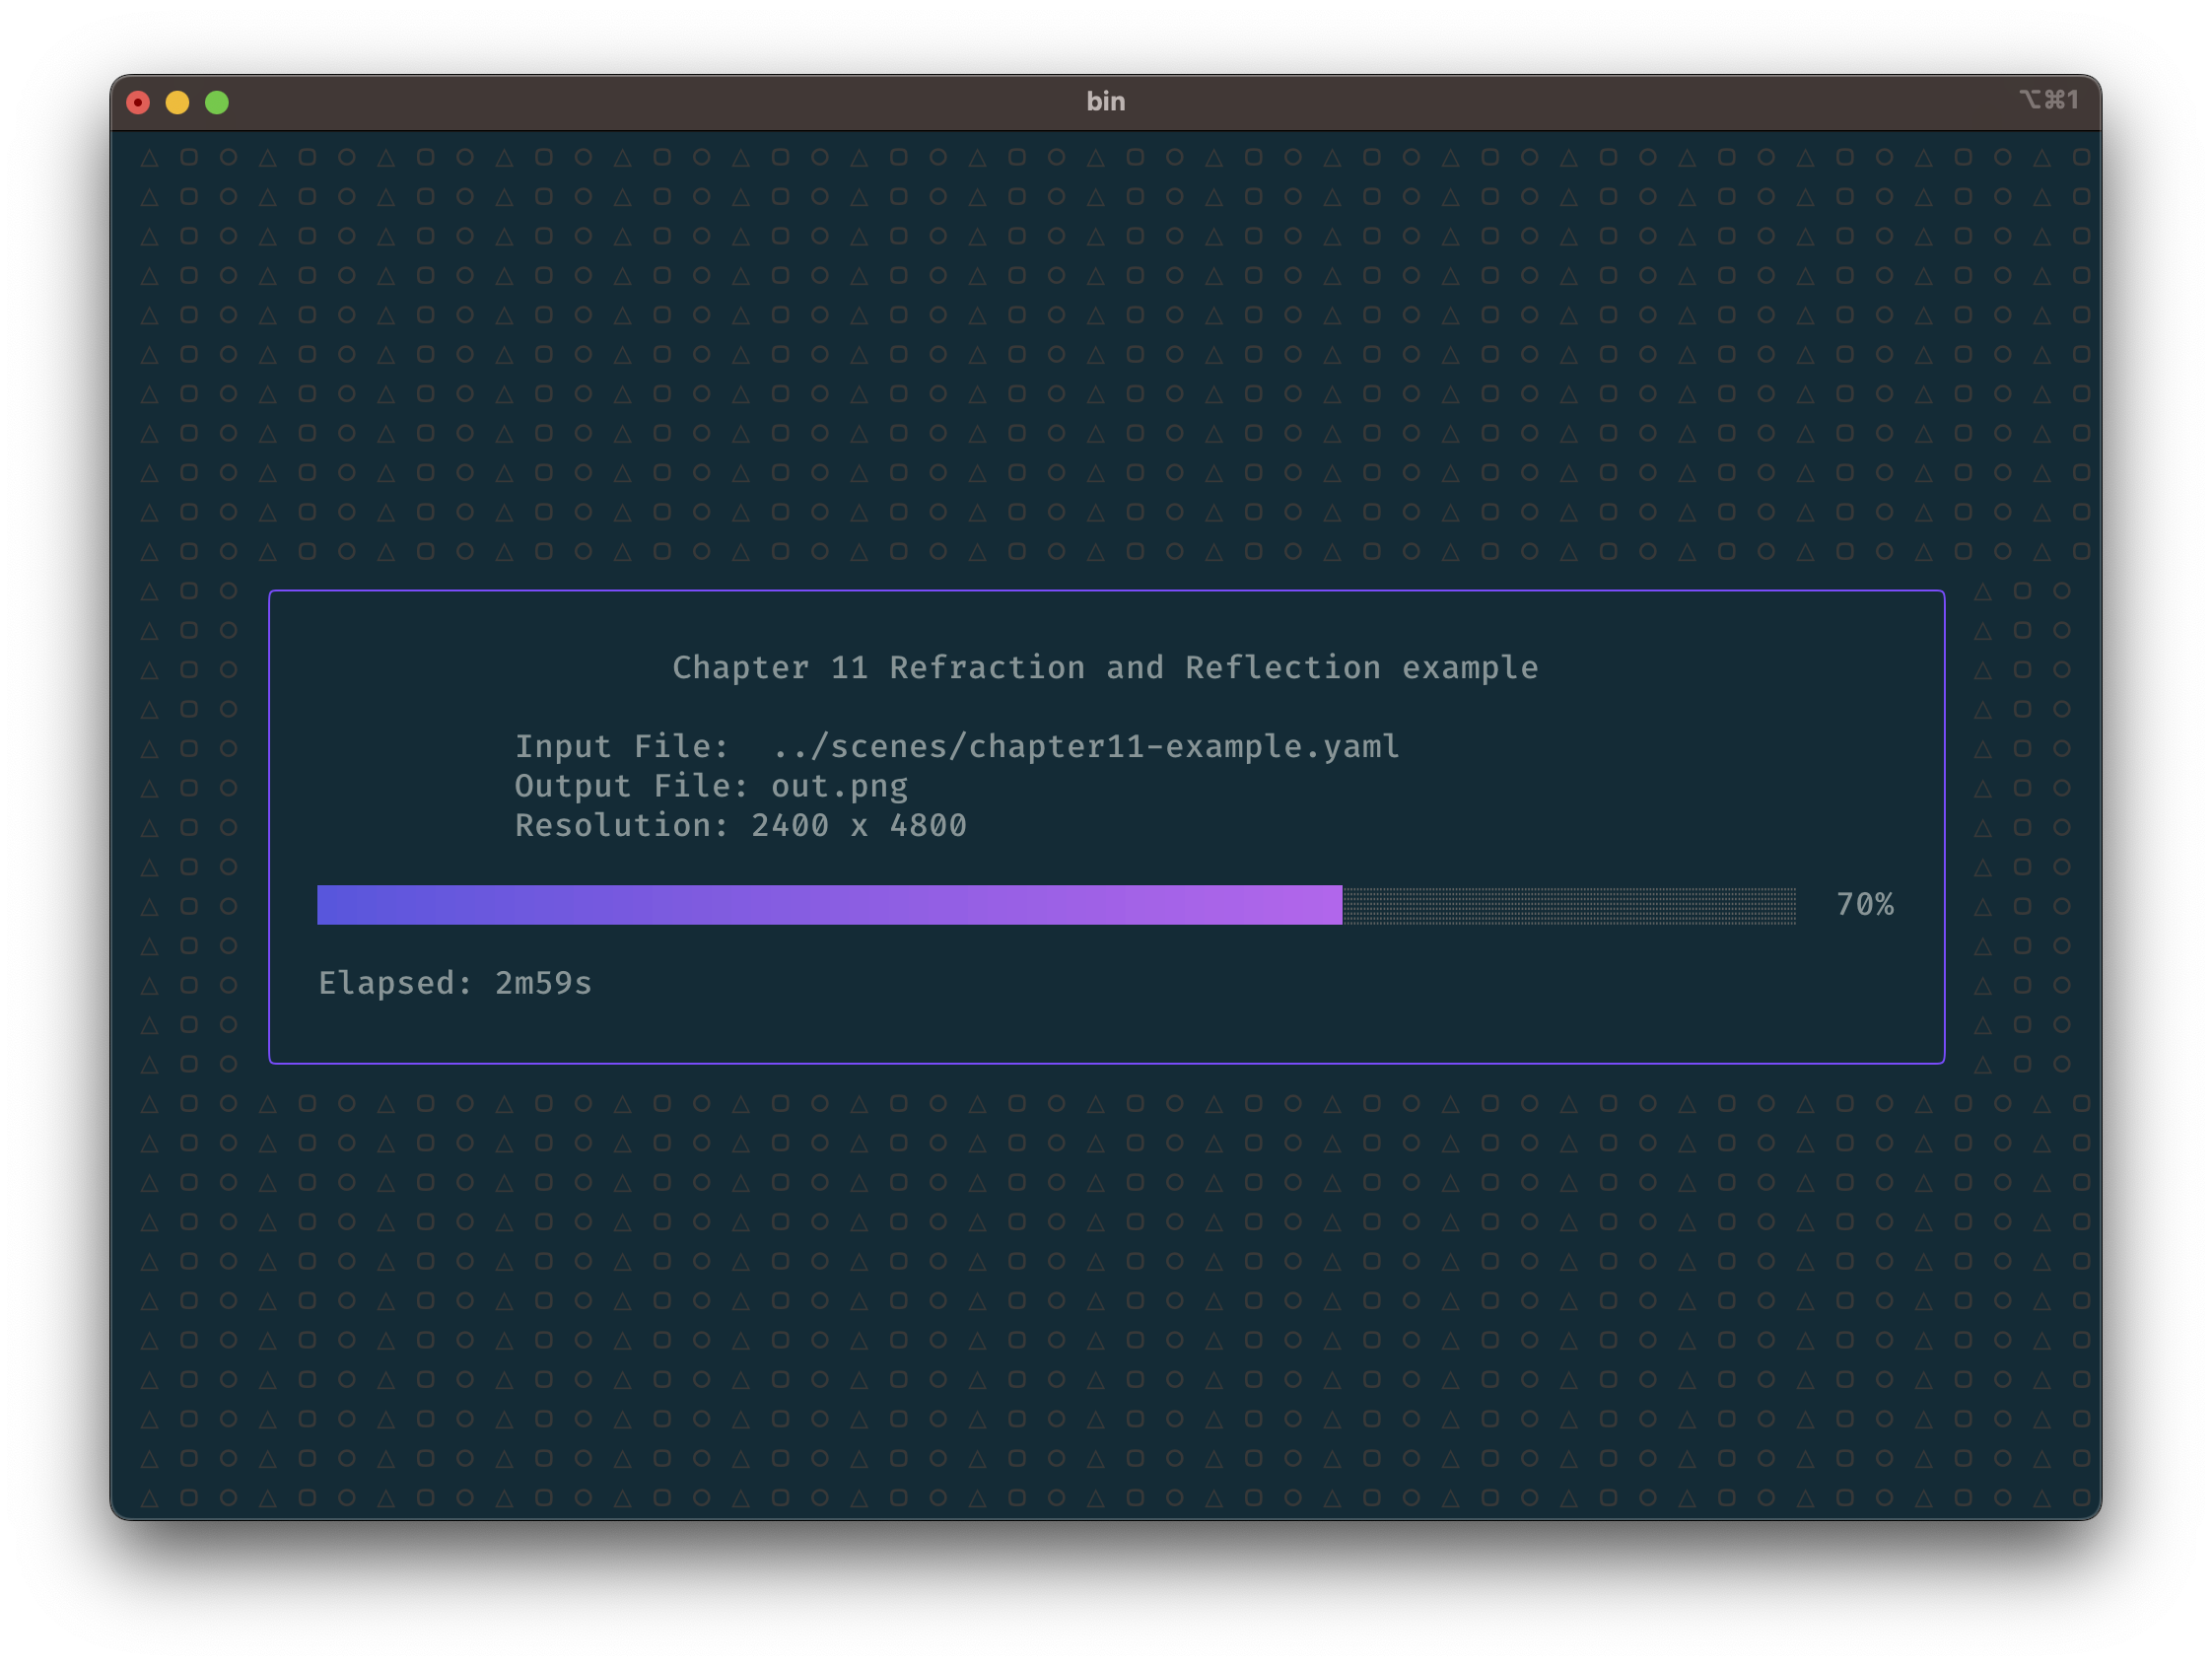 bin
⌥⌘1
Chapter 11 Refraction and Reflection example
Input File:  ../scenes/chapter11-example.yaml
Output File: out.png
Resolution: 2400 x 4800
70%
Elapsed: 2m59s